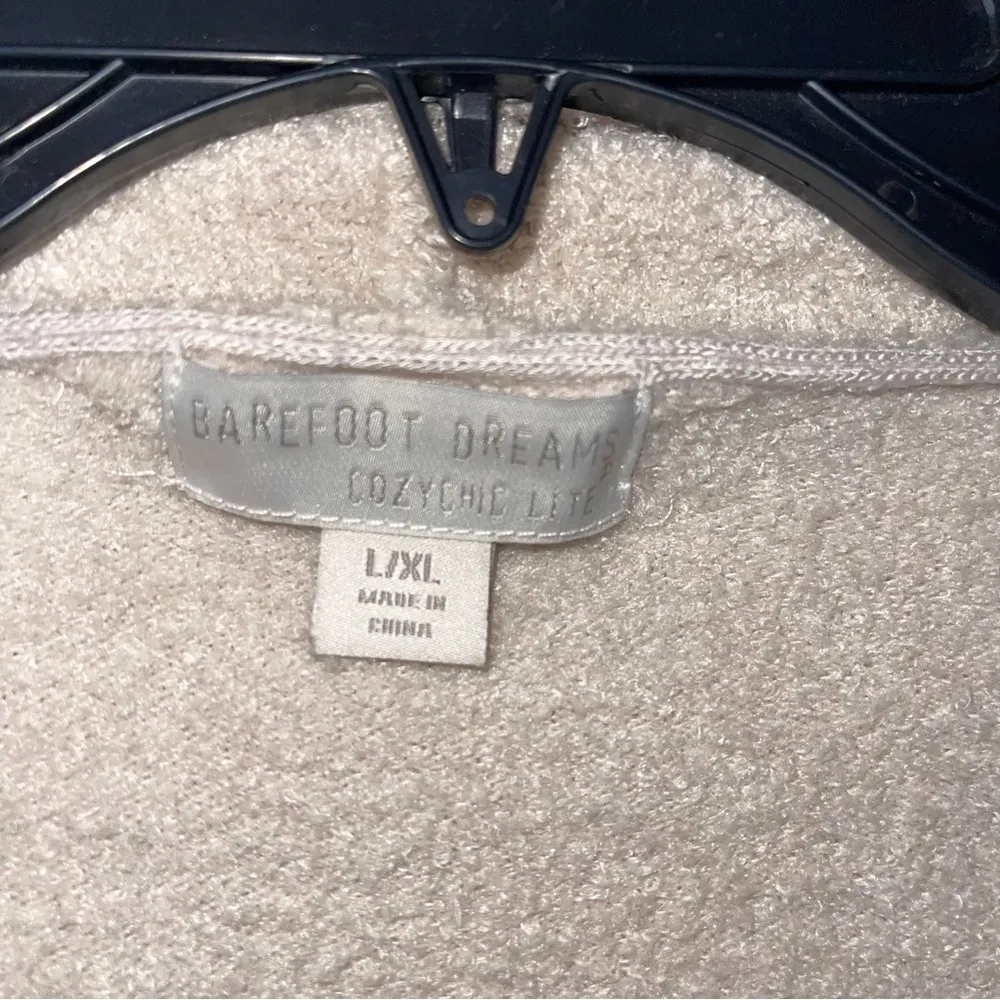 BAREFOOT DREAMS
COZYCHIC LITE
L/XL
MADE IN
CHINA